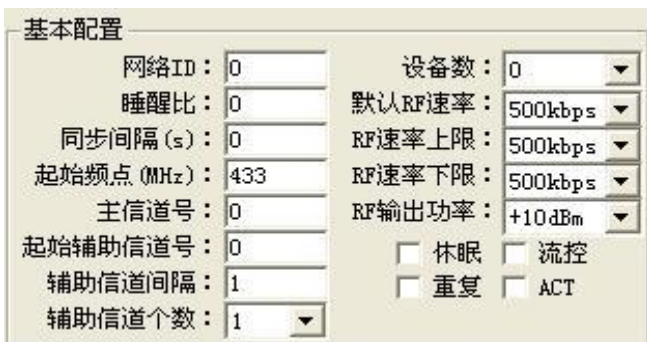 基本配置
网络ID: 0 设备数: 0
睡醒比: 0 默认RF速率: 500kbps
同步间隔(s): 0 RF速率上限: 500kbps
起始频点(MHz): 433 RF速率下限: 500kbps
主信道号: 0 RF输出功率: +10dBm
起始辅助信道号: 0 休眠 流控
辅助信道间隔: 1 重复 ACT
辅助信道个数: 1